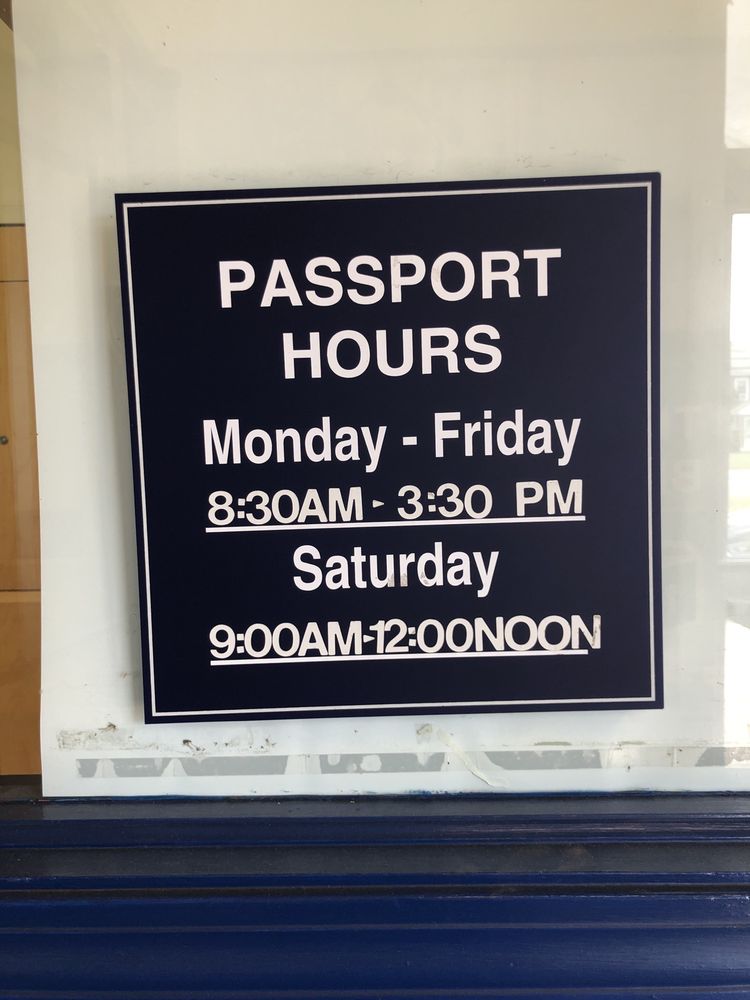 PASSPORT
HOURS
Monday - Friday
8:30AM - 3:30 PM
Saturday
9:00AM-12:00NOON